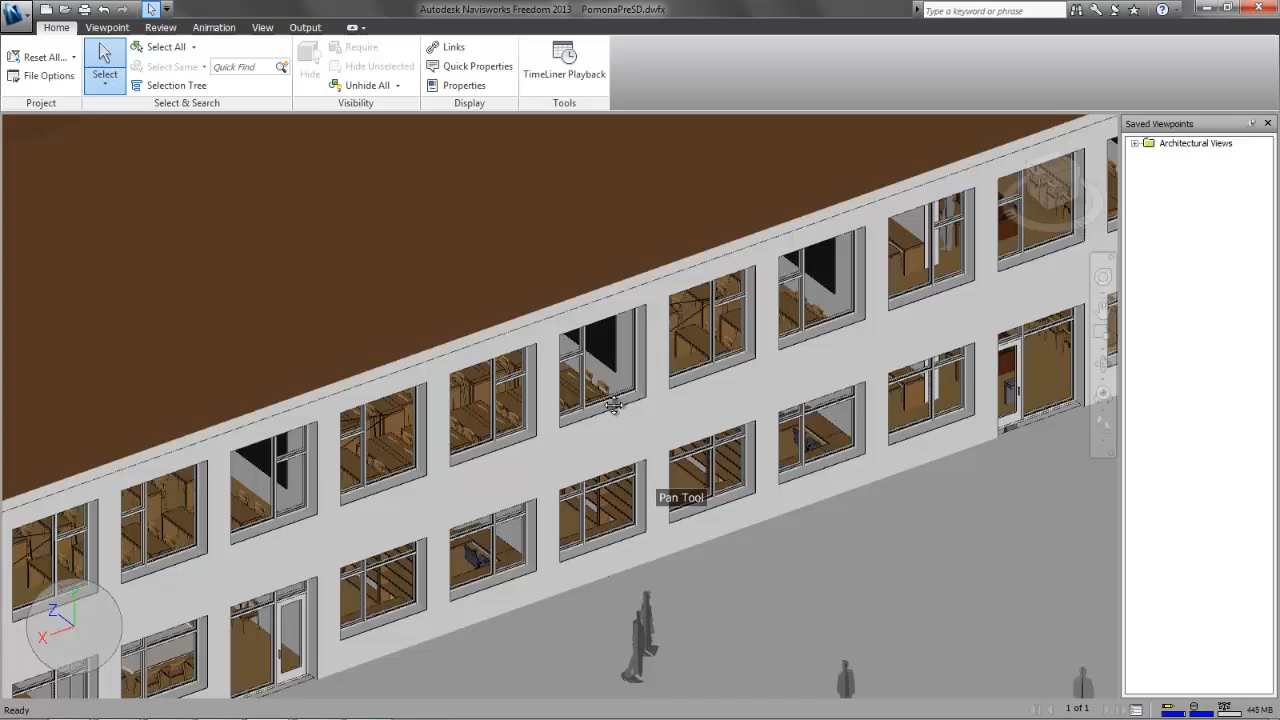 Autodesk Navisworks Freedom 2013 PomonaPreSD.dwfx
Type a keyword or phrase
Home Viewpoint Review Animation View Output
Reset All...
File Options
Project
Select
Select All
Select Same
Quick Find
Selection Tree
Select & Search
Hide
Require
Hide Unselected
Unhide All
Visibility
Links
Quick Properties
Properties
Display
TimeLiner Playback
Tools
Saved Viewpoints
Architectural Views
Pan Tool
Y
Z
X
Ready
1 of 1
445 MB